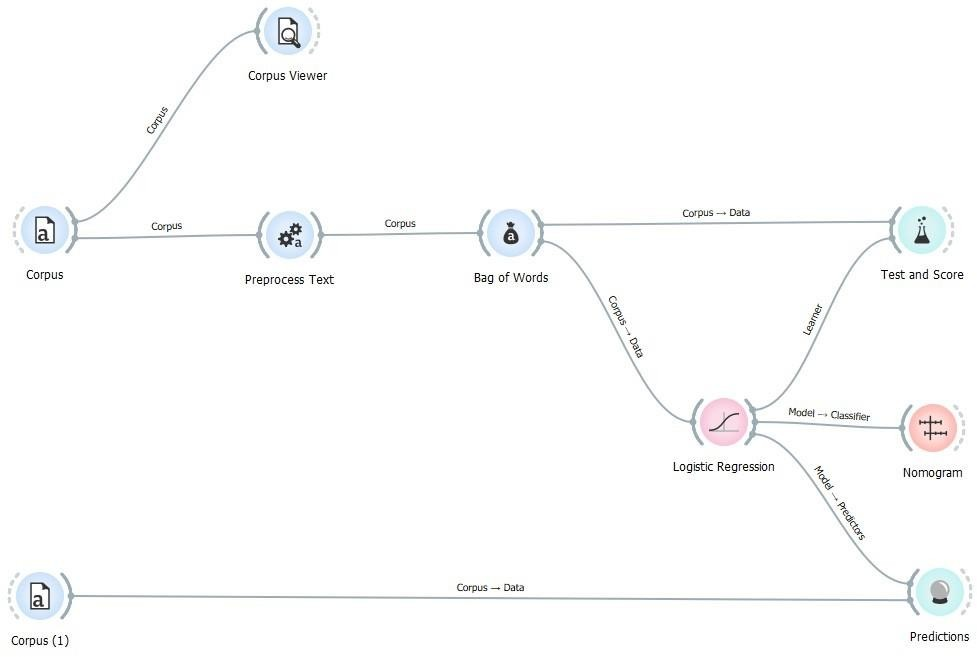 Corpus Viewer
Corpus
Corpus
Corpus
Corpus → Data
Corpus
Preprocess Text
Bag of Words
Test and Score
Corpus → Data
Learner
Model → Classifier
Logistic Regression
Nomogram
Model → Predictors
Corpus → Data
Corpus (1)
Predictions
a
a
a
a